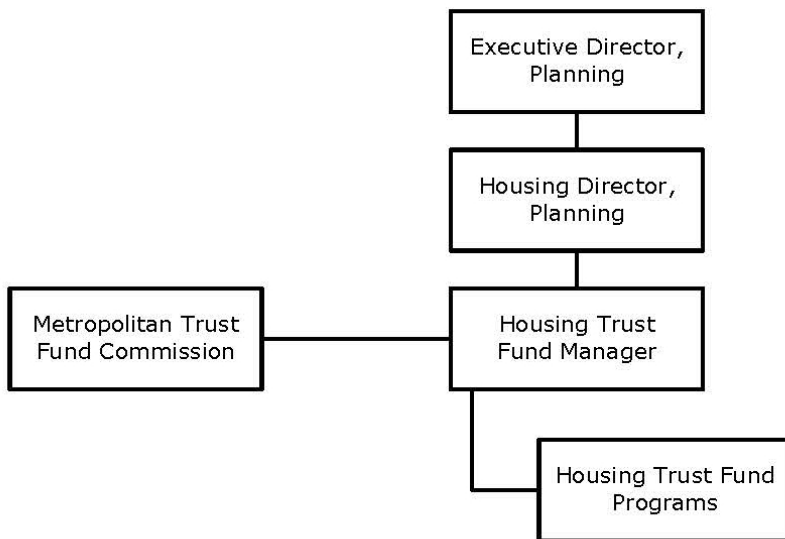 Executive Director,
Planning
Housing Director,
Planning
Metropolitan Trust
Fund Commission
Housing Trust
Fund Manager
Housing Trust Fund
Programs